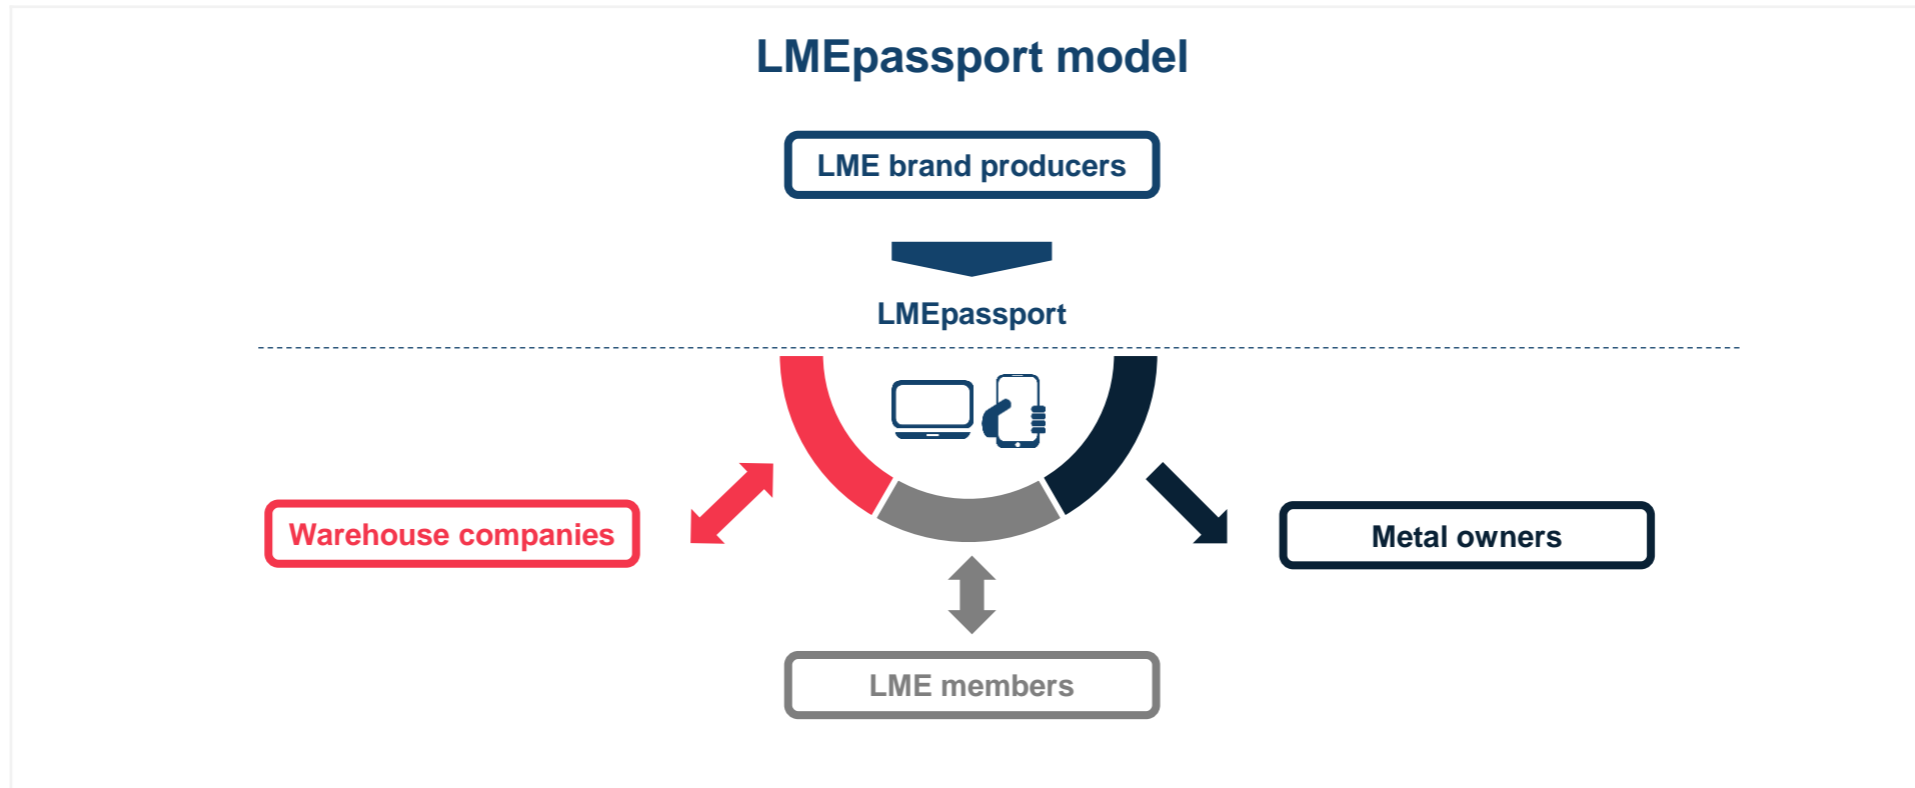 LMEpassport model
LME brand producers
LMEpassport
Warehouse companies
Metal owners
LME members